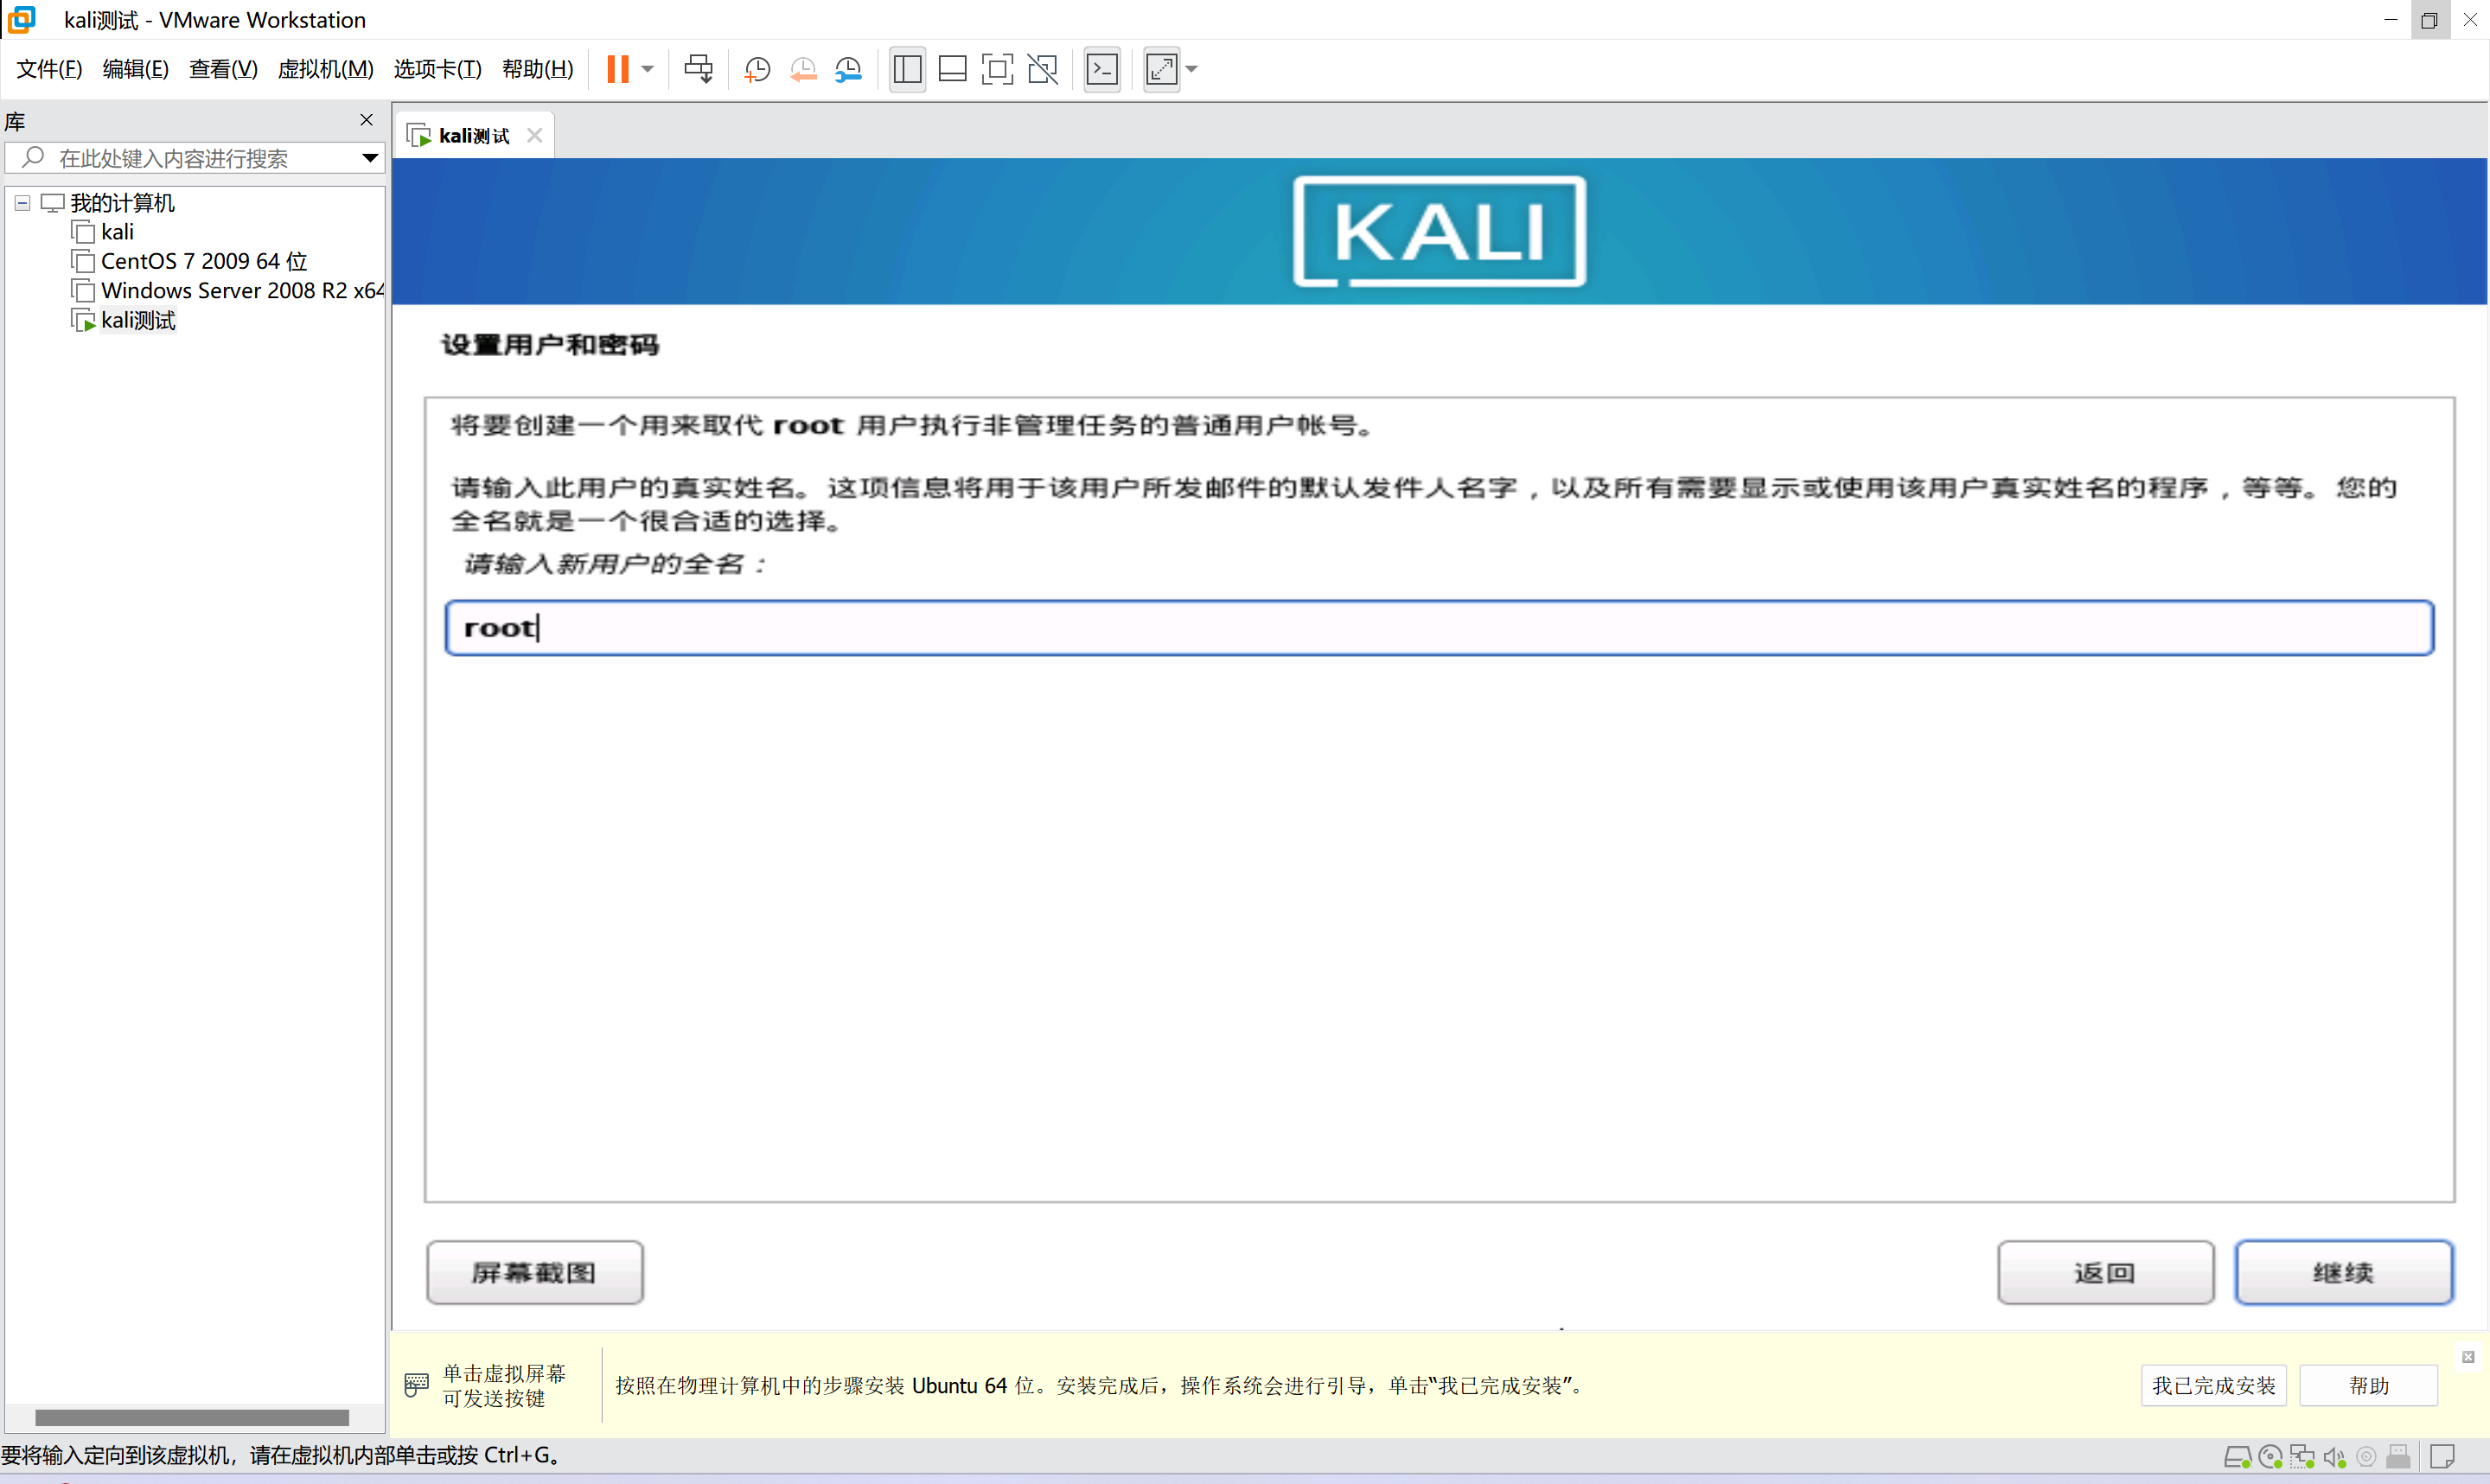 kali测试 - VMware Workstation
文件(F) 编辑(E) 查看(V) 虚拟机(M) 选项卡(T) 帮助(H)
库
在此处键入内容进行搜索
我的计算机
kali
CentOS 7 2009 64 位
Windows Server 2008 R2 x64
kali测试
kali测试
KALI
设置用户和密码
将要创建一个用来取代 root 用户执行非管理任务的普通用户帐号。
请输入此用户的真实姓名。这项信息将用于该用户所发邮件的默认发件人名字，以及所有需要显示或使用该用户真实姓名的程序，等等。您的
全名就是一个很合适的选择。
请输入新用户的全名：
root
屏幕截图
返回
继续
单击虚拟屏幕
可发送按键
按照在物理计算机中的步骤安装 Ubuntu 64 位。安装完成后，操作系统会进行引导，单击“我已完成安装”。
我已完成安装
帮助
要将输入定向到该虚拟机，请在虚拟机内部单击或按 Ctrl+G。